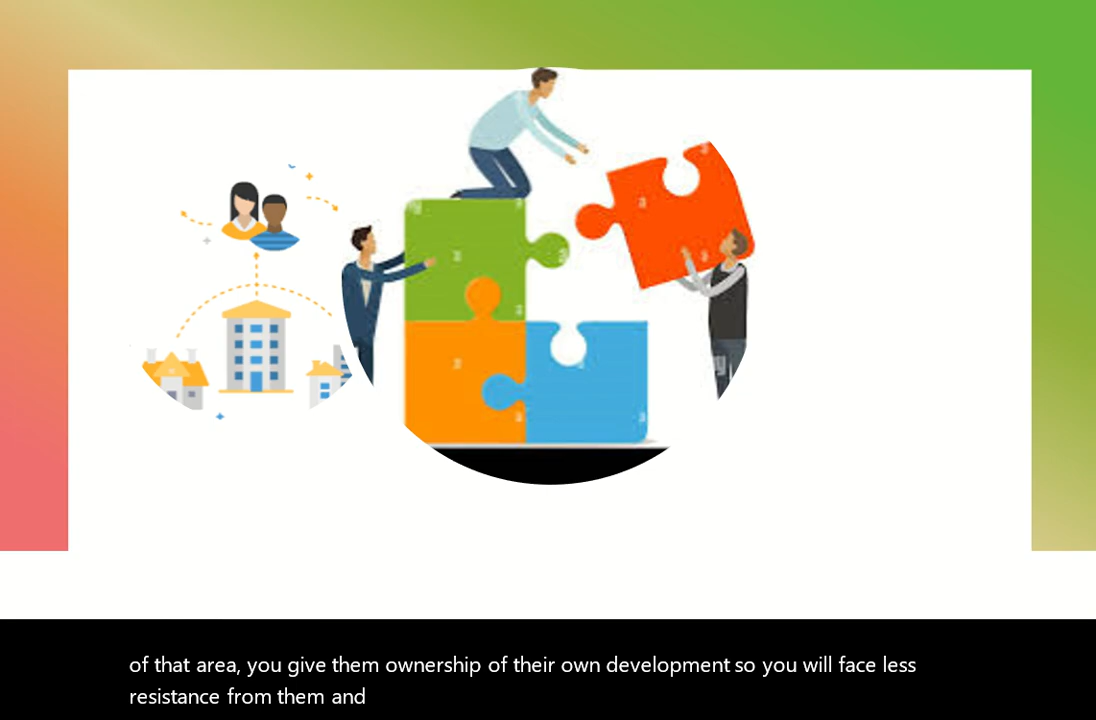 of that area, you give them ownership of their own development so you will face less
resistance from them and